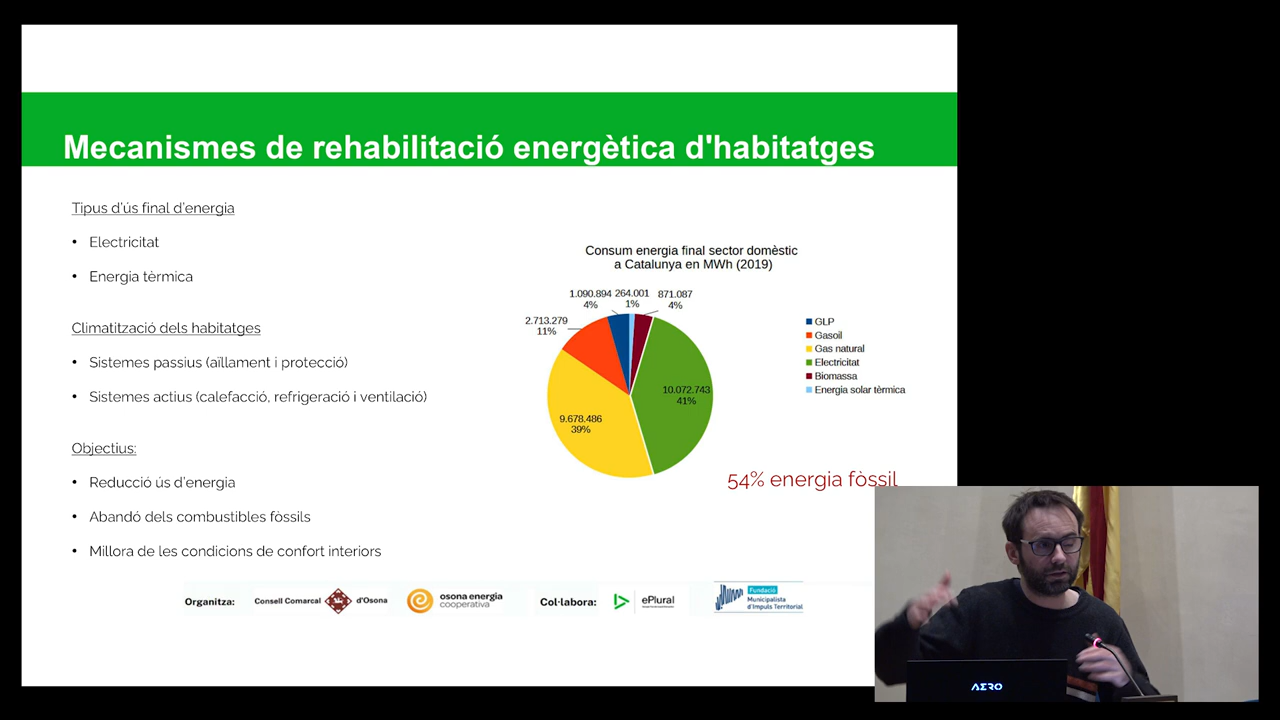 Mecanismes de rehabilitació energètica d'habitatges
Tipus d'ús final d'energia
• Electricitat
• Energia tèrmica
Climatització dels habitatges
• Sistemes passius (aïllament i protecció)
• Sistemes actius (calefacció, refrigeració i ventilació)
Objectius:
• Reducció ús d'energia
• Abandó dels combustibles fòssils
• Millora de les condicions de confort interiors
Consum energia final sector domèstic
a Catalunya en MWh (2019)
1.090.894
4%
264.001
1%
871.087
4%
2.713.279
11%
10.072.743
41%
9.678.486
39%
GLP
Gasoil
Gas natural
Electricitat
Biomassa
Energia solar tèrmica
54% energia fòssil
Organitza:
Consell Comarcal d'Osona
osona energia
cooperativa
Col·labora:
ePlural
Fundació
Municipalista
d'Impuls Territorial
AERO